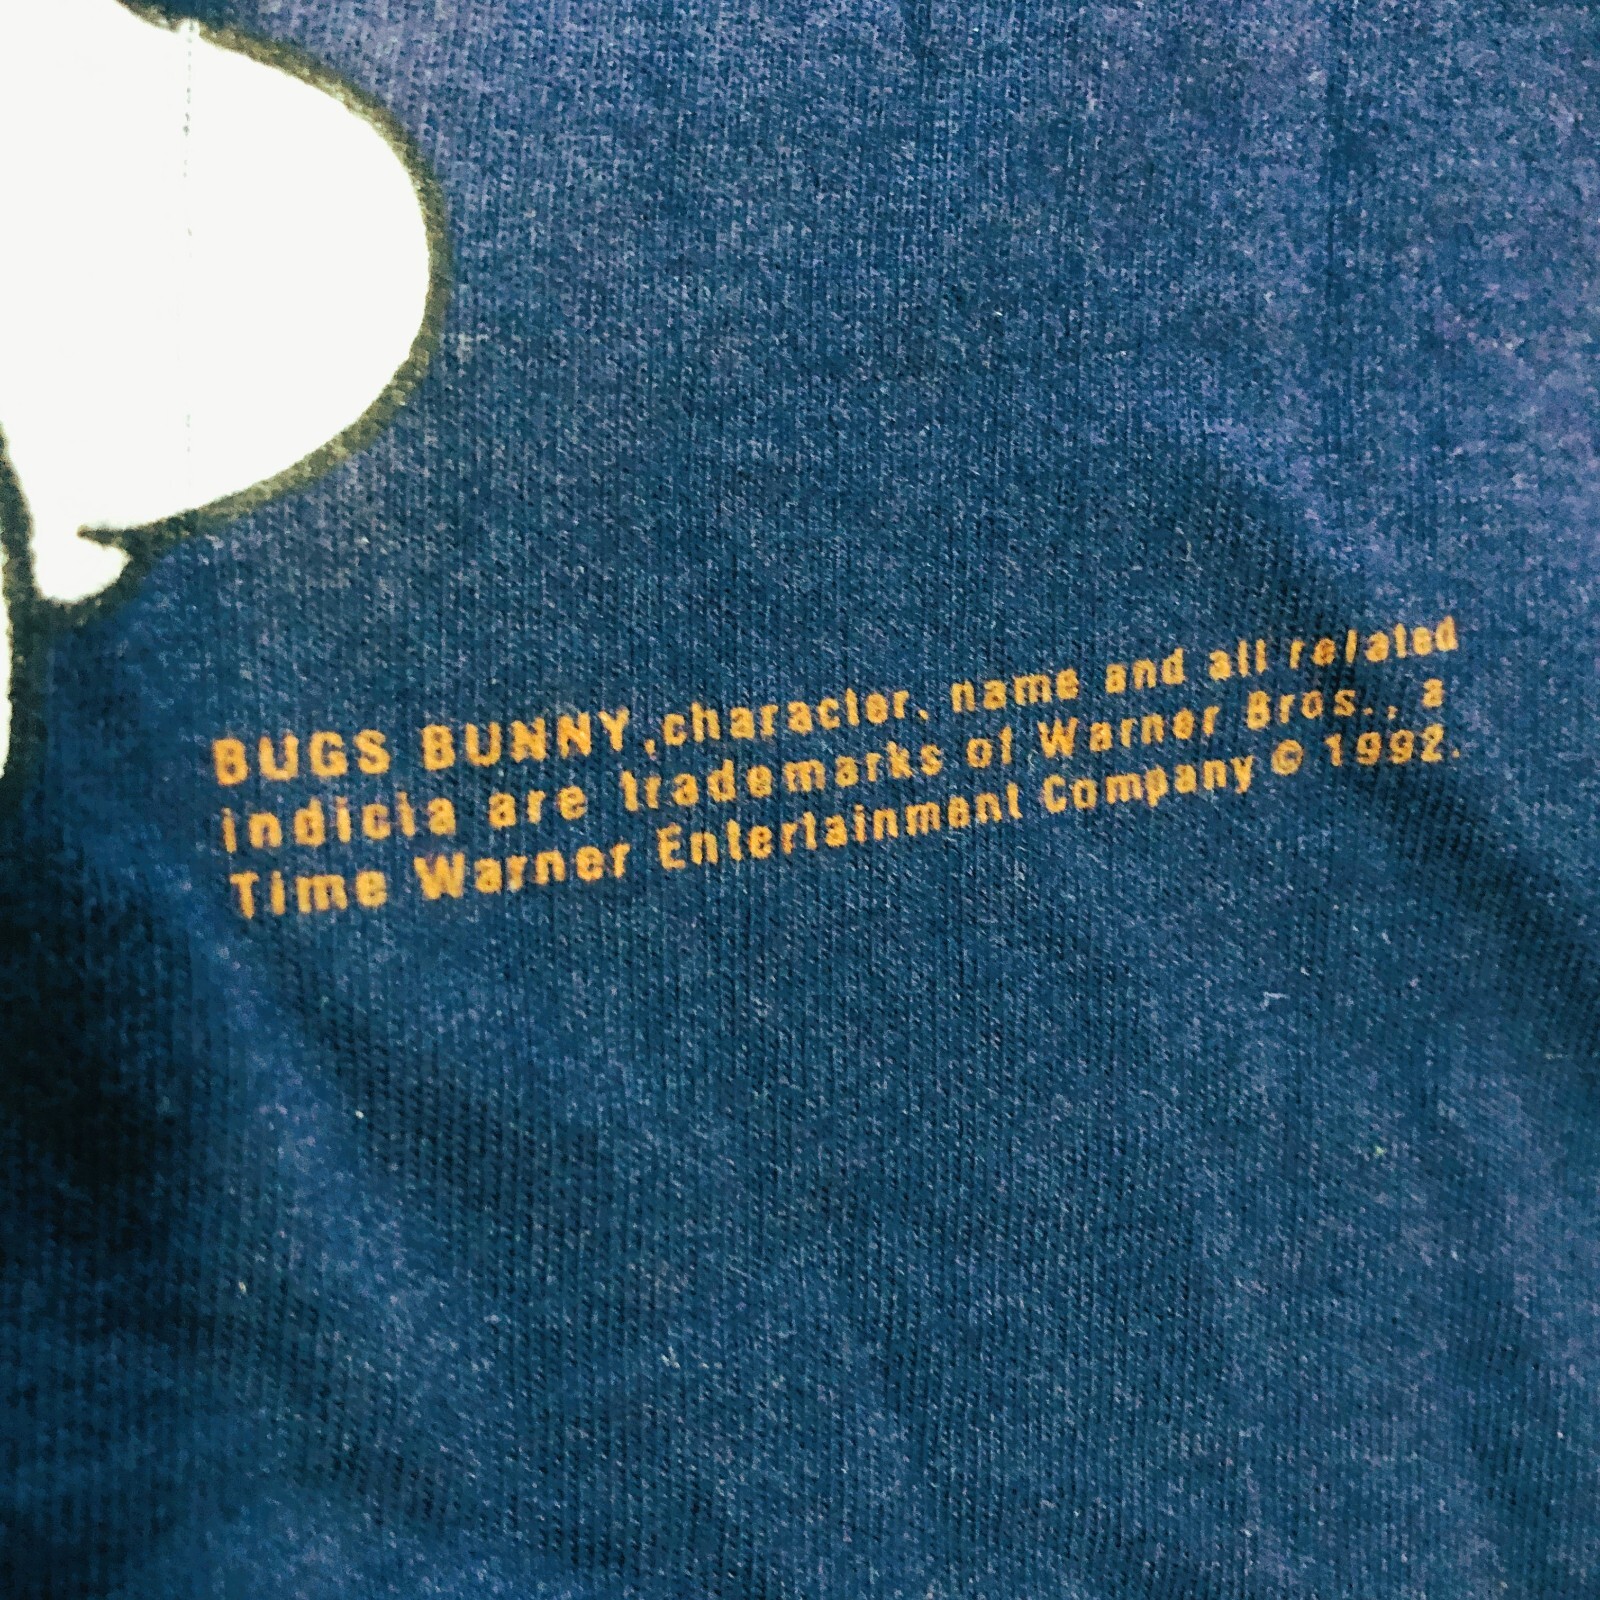 BUGS BUNNY,character, name and all related
indicia are trademarks of Warner Bros., a
Time Warner Entertainment Company © 1992.